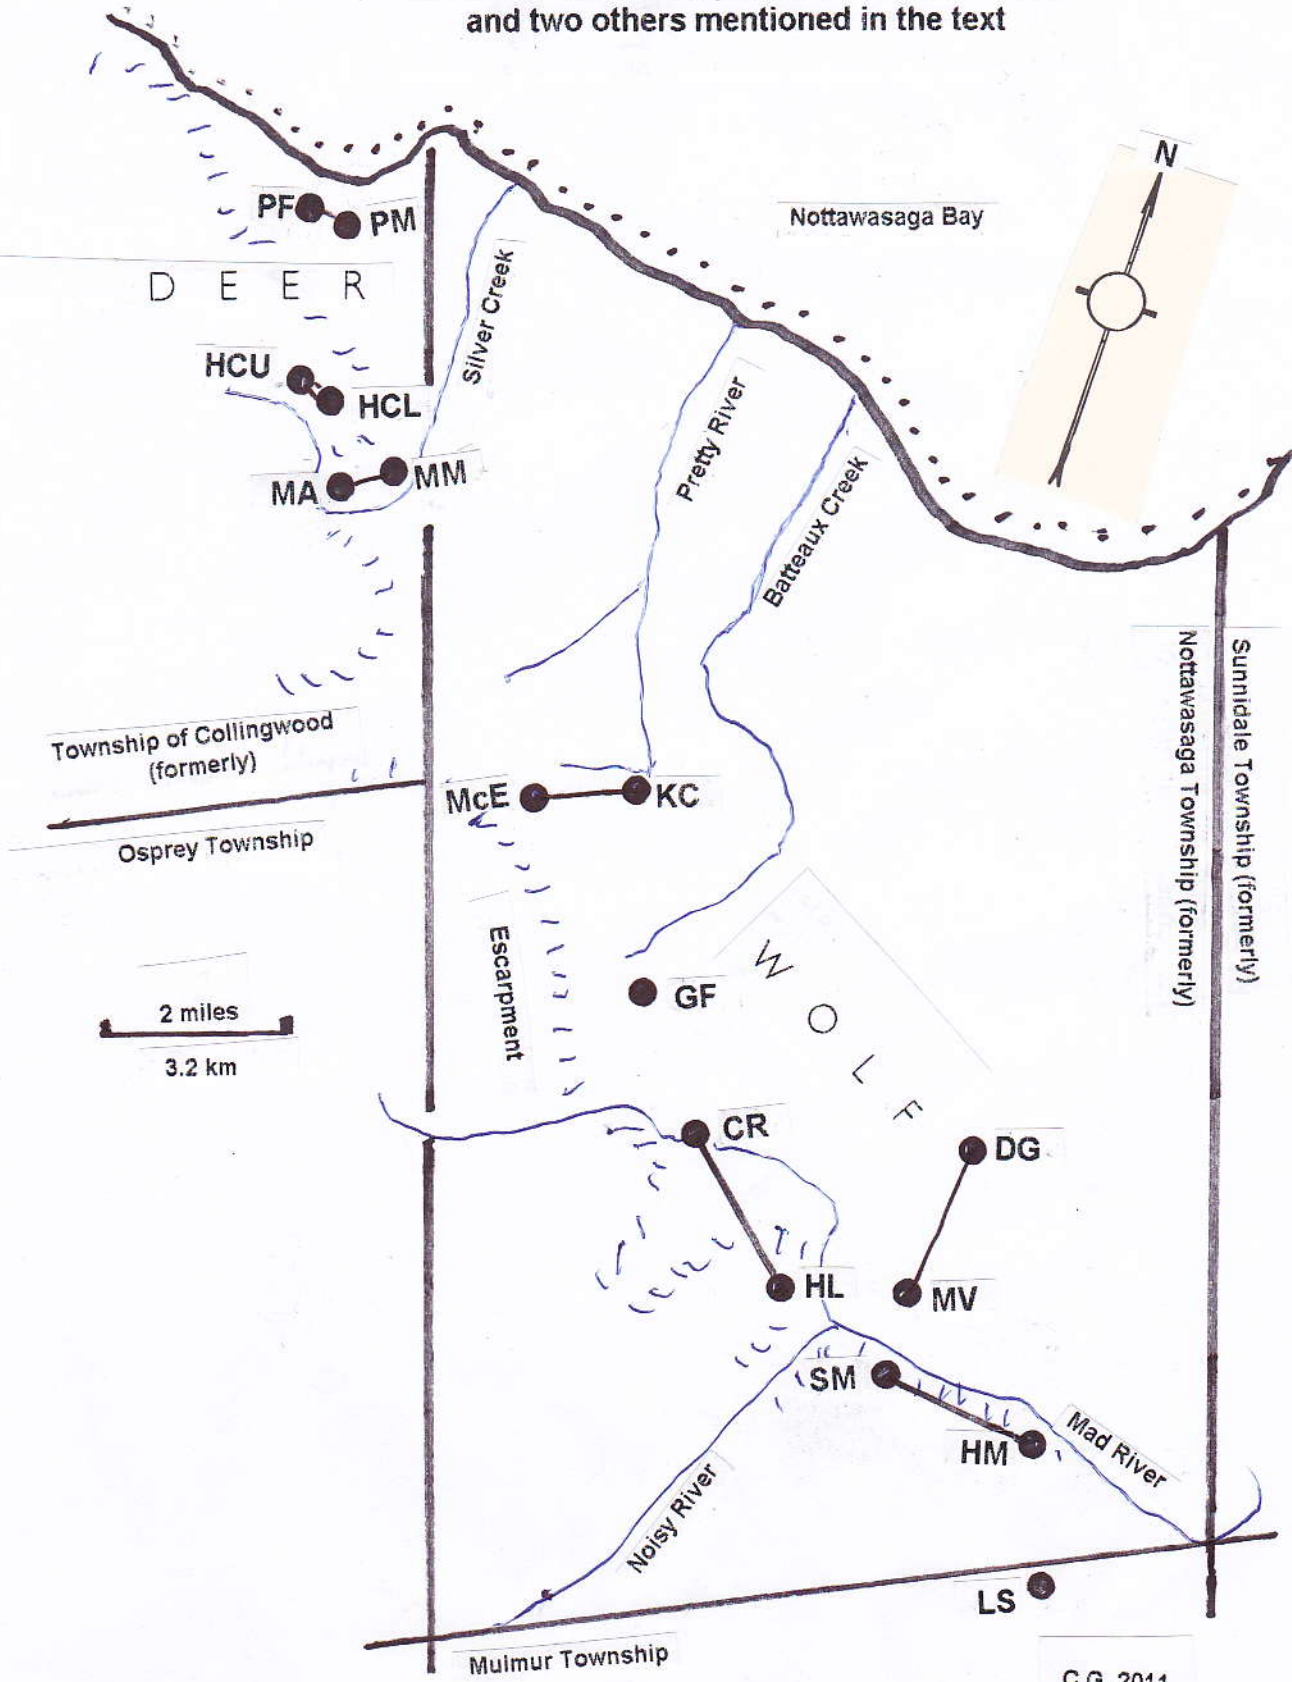 and two others mentioned in the text
N
Nottawasaga Bay
PF
PM
D E E R
Silver Creek
HCU
HCL
MA
MM
Pretty River
Batteaux Creek
Township of Collingwood
(formerly)
Osprey Township
McE
KC
Sunnidale Township (formerly)
Nottawasaga Township (formerly)
Escarpment
GF
W O L F
2 miles
3.2 km
CR
DG
HL
MV
SM
HM
Mad River
Noisy River
LS
Mulmur Township
C.G. 2011